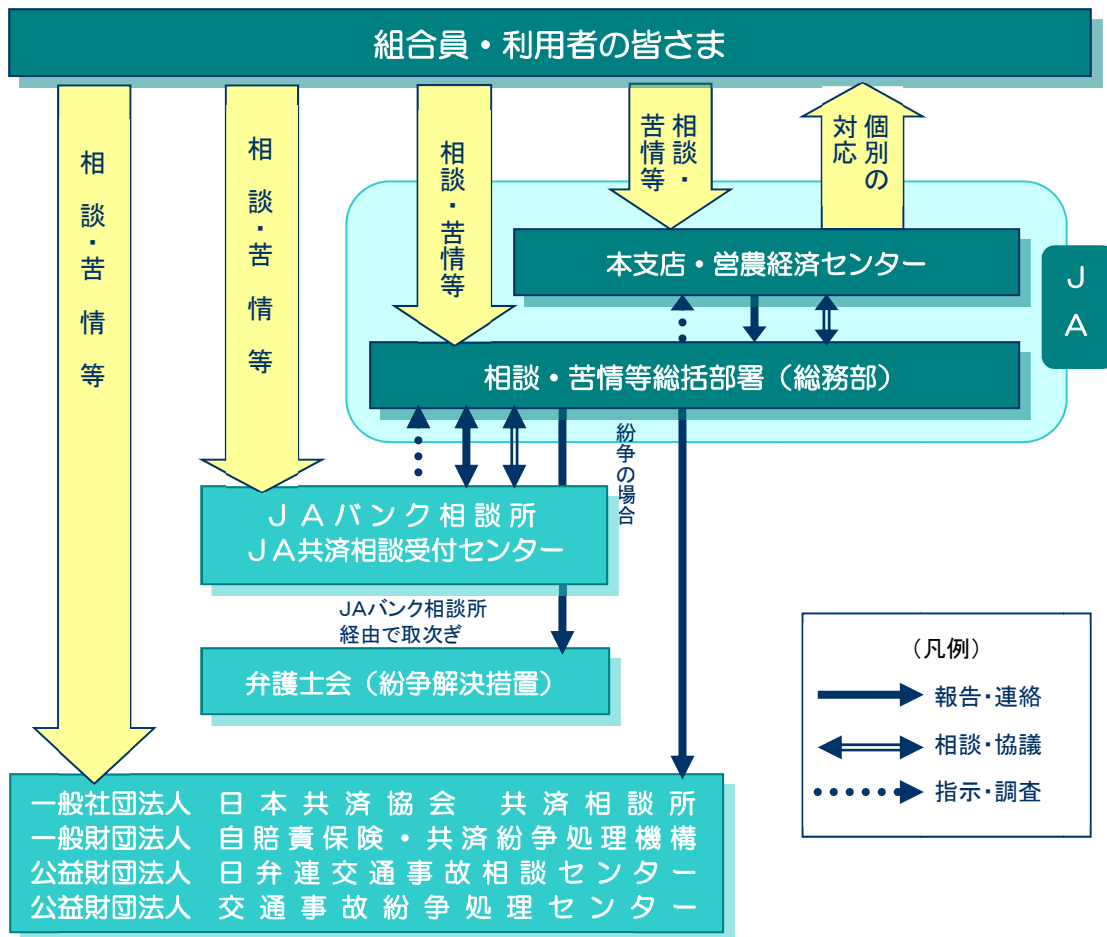 組合員・利用者の皆さま
相談・苦情等
相談・苦情等
相談・苦情等
相談・
苦情等
個別の
対応
本支店・営農経済センター
JA
相談・苦情等総括部署（総務部）
紛争の場合
ＪＡバンク相談所
ＪＡ共済相談受付センター
JAバンク相談所
経由で取次ぎ
弁護士会（紛争解決措置）
（凡例）
報告・連絡
相談・協議
指示・調査
一般社団法人　日本共済協会　共済相談所
一般財団法人　自賠責保険・共済紛争処理機構
公益財団法人　日弁連交通事故相談センター
公益財団法人　交通事故紛争処理センター